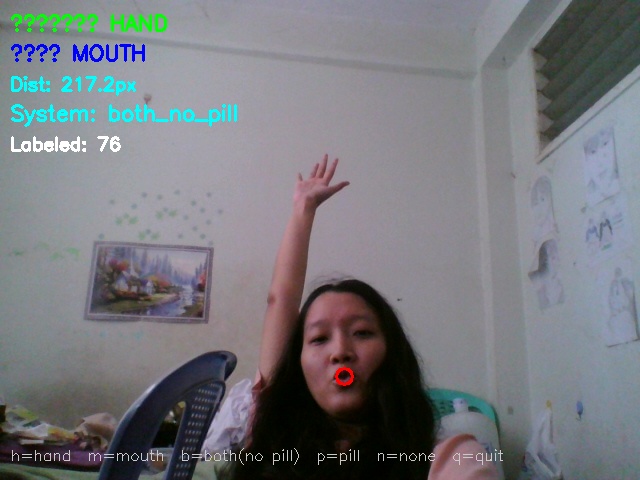 ??????? HAND
???? MOUTH
Dist: 217.2px
System: both_no_pill
Labeled: 76
h=hand m=mouth b=both(no pill) p=pill n=none q=quit